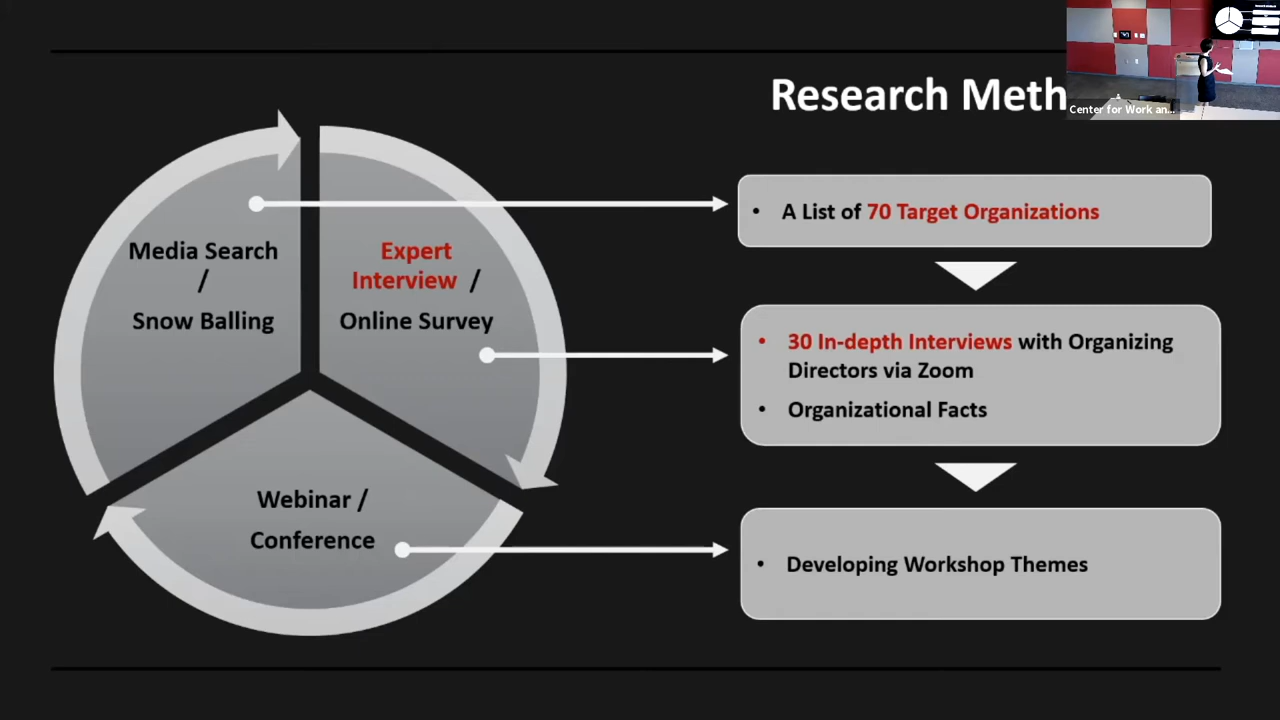 Research Meth
Center for Work an...
Media Search
/
Snow Balling
Expert
Interview /
Online Survey
Webinar /
Conference
• A List of 70 Target Organizations
• 30 In-depth Interviews with Organizing
Directors via Zoom
• Organizational Facts
• Developing Workshop Themes